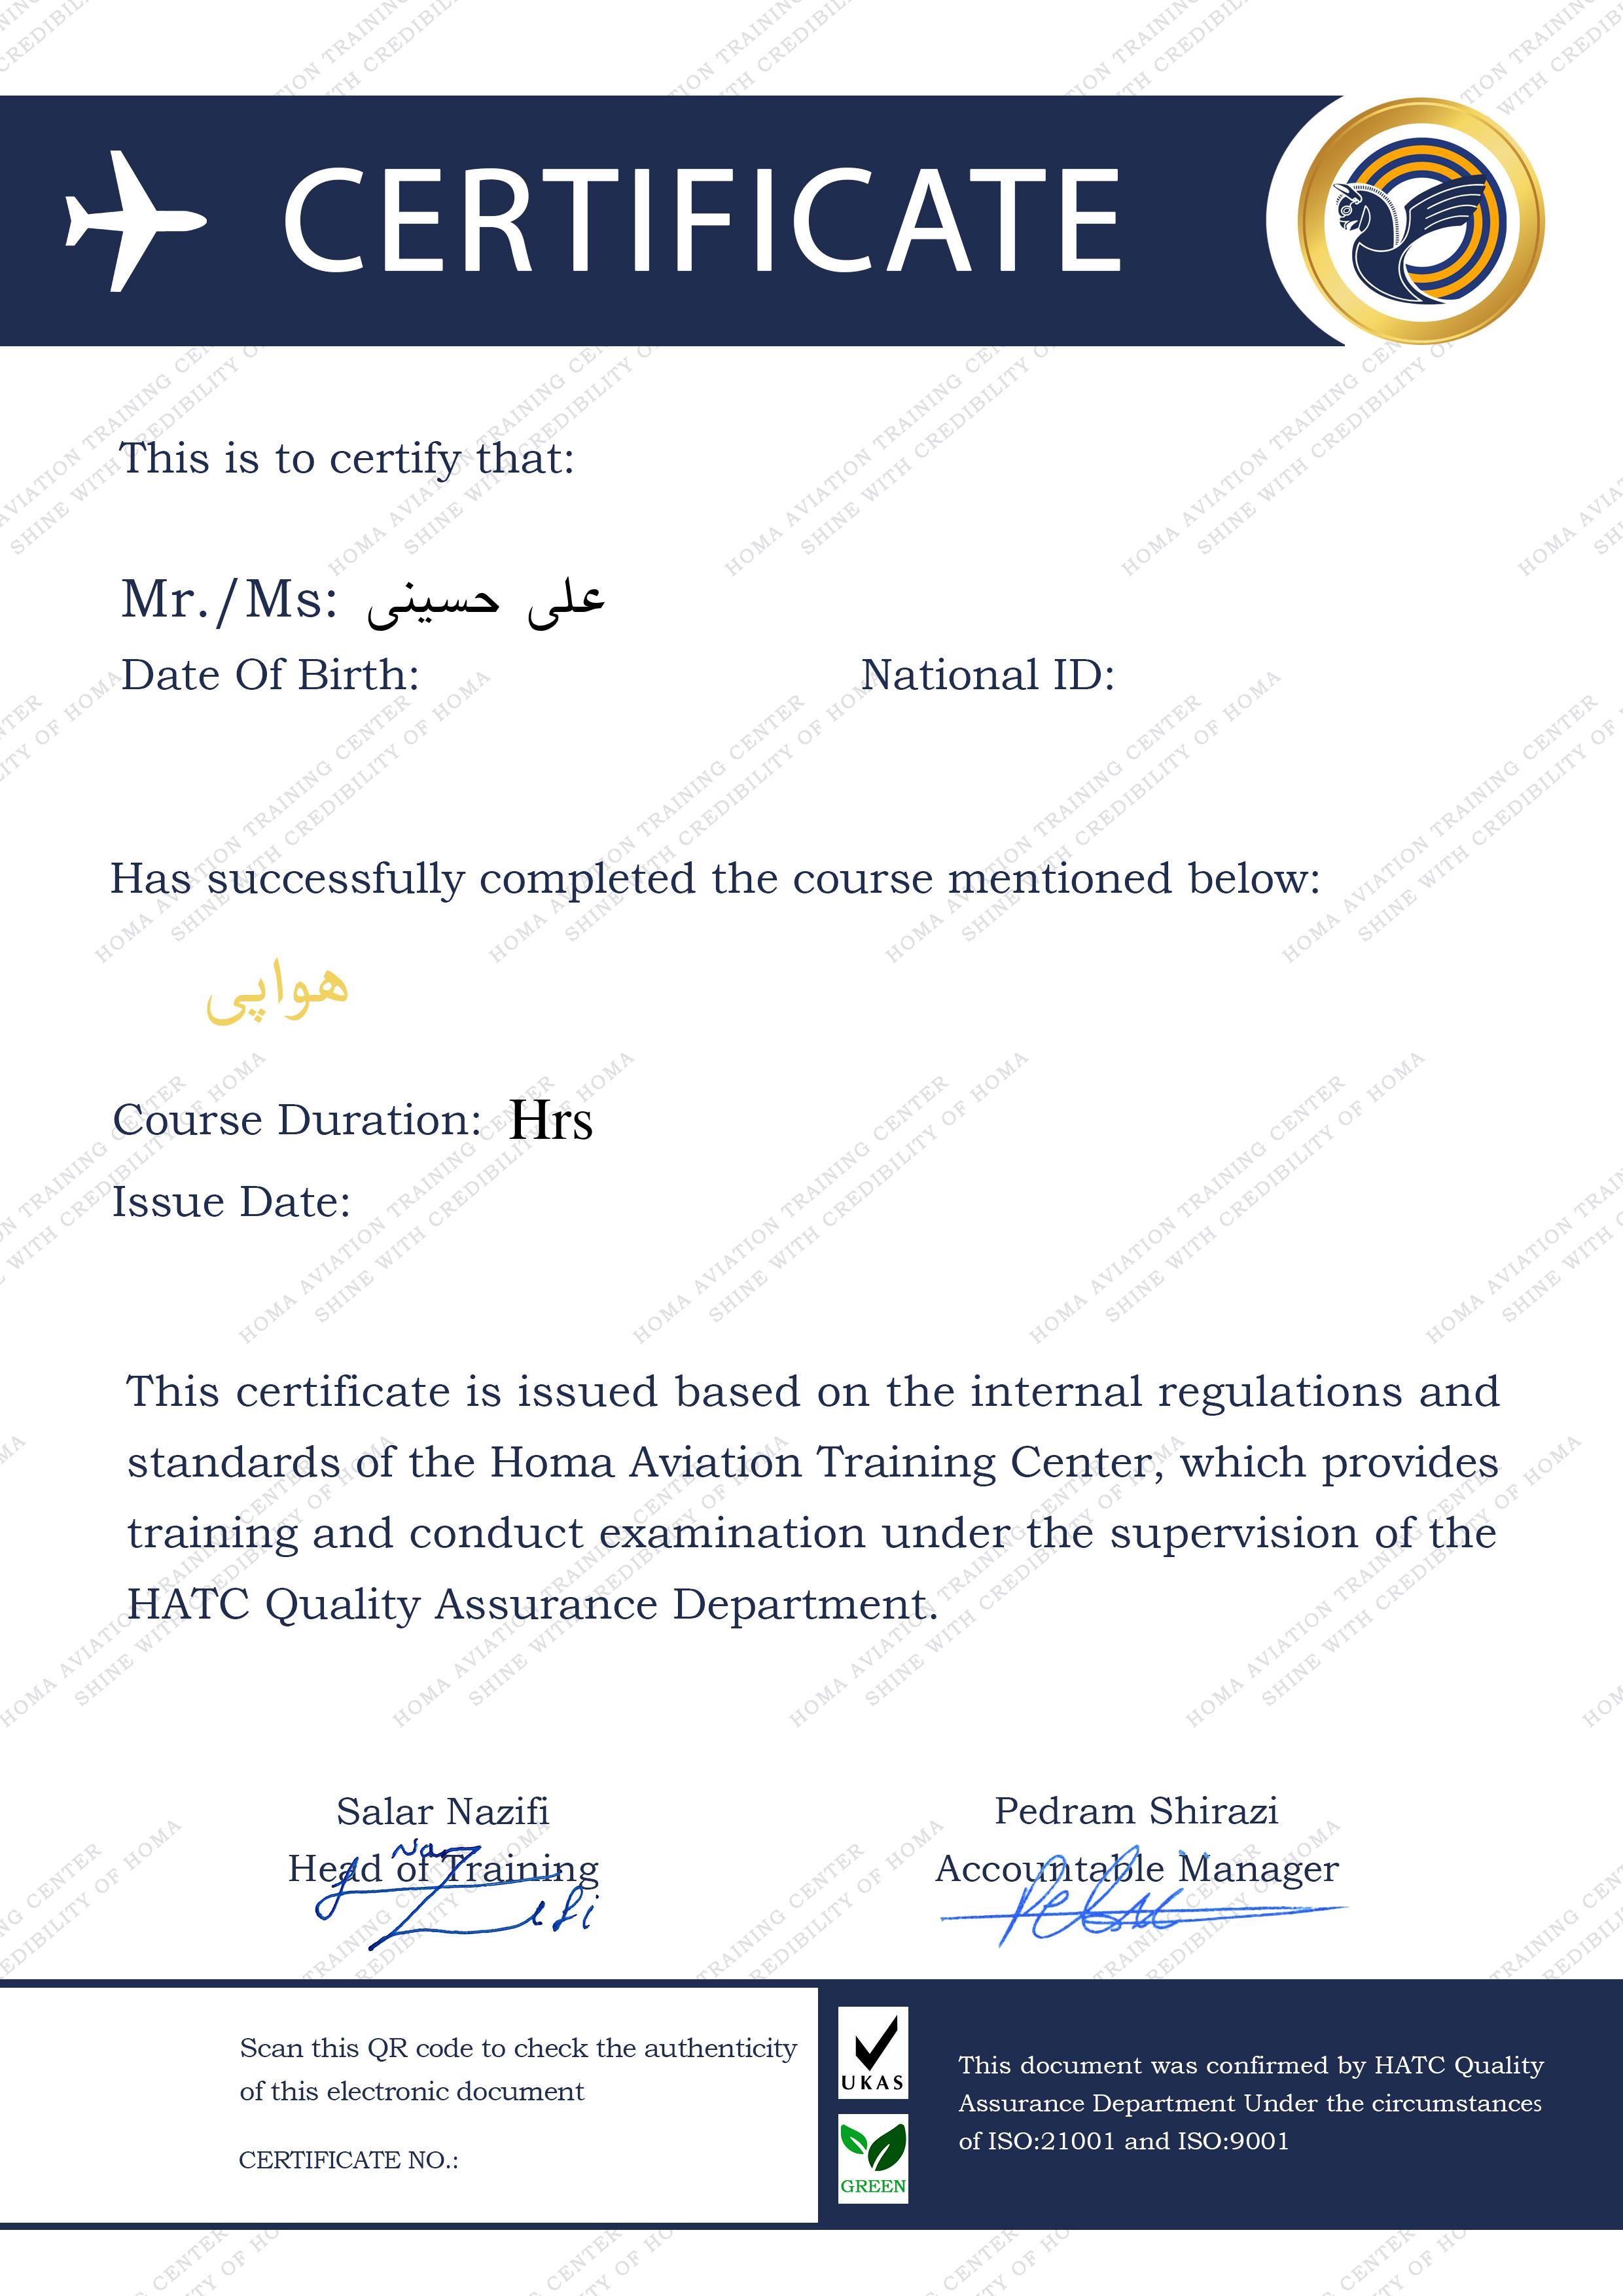 CERTIFICATE
This is to certify that:
Mr./Ms: علی حسینی
Date Of Birth: National ID:
Has successfully completed the course mentioned below:
هواپی
Course Duration: Hrs
Issue Date:
This certificate is issued based on the internal regulations and
standards of the Homa Aviation Training Center, which provides
training and conduct examination under the supervision of the
HATC Quality Assurance Department.
Salar Nazifi
Head of Training
Pedram Shirazi
Accountable Manager
Scan this QR code to check the authenticity
of this electronic document
CERTIFICATE NO.:
UKAS
GREEN
This document was confirmed by HATC Quality
Assurance Department Under the circumstances
of ISO:21001 and ISO:9001
HOMA AVIATION TRAINING CENTER
SHINE WITH CREDIBILITY OF HOMA